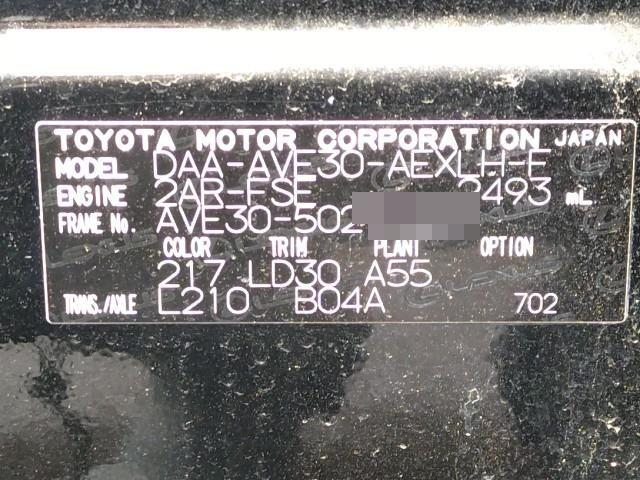 TOYOTA MOTOR CORPORATION JAPAN
MODEL DAA-AVE30-AEXLH-F
ENGINE 2AR-FSE 2493 mL
FRAME No. AVE30-502
COLOR TRIM PLANT OPTION
217 LD30 A55
TRANS./AXLE L210 B04A 702